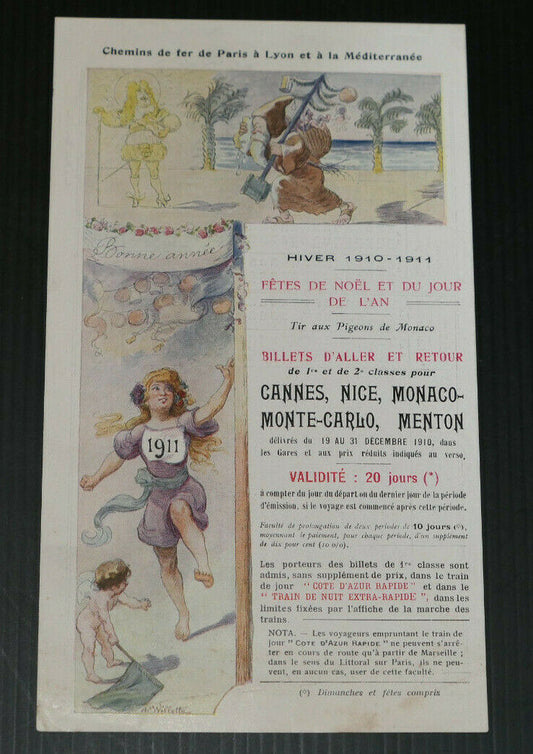 Chemins de fer de Paris à Lyon et à la Méditerranée
Bonne année
1911
HIVER 1910-1911
FÊTES DE NOËL ET DU JOUR
DE L'AN
Tir aux Pigeons de Monaco
BILLETS D'ALLER ET RETOUR
de 1re et de 2e classes pour
CANNES, NICE, MONACO-
MONTE-CARLO, MENTON
délivrés du 19 AU 31 DÉCEMBRE 1910, dans
les Gares et aux prix réduits indiqués au verso.
VALIDITÉ : 20 jours (*)
à compter du jour du départ ou du dernier jour de la période
d'émission, si le voyage est commencé après cette période.
Faculté de prolongation de deux périodes de 10 jours (°),
moyennant le paiement, pour chaque période, d'un supplément
de dix pour cent (10 0/0).
Les porteurs des billets de 1re classe sont
admis, sans supplément de prix, dans le train
de jour "COTE D'AZUR RAPIDE" et dans le
"TRAIN DE NUIT EXTRA-RAPIDE", dans les
limites fixées par l'affiche de la marche des
trains.
NOTA. — Les voyageurs empruntant le train de
jour "COTE D'AZUR RAPIDE" ne peuvent s'arrê-
ter en cours de route qu'à partir de Marseille ;
dans le sens du Littoral sur Paris, ils ne peu-
vent, en aucun cas, user de cette faculté.
(°) Dimanches et fêtes compris
A. Willette